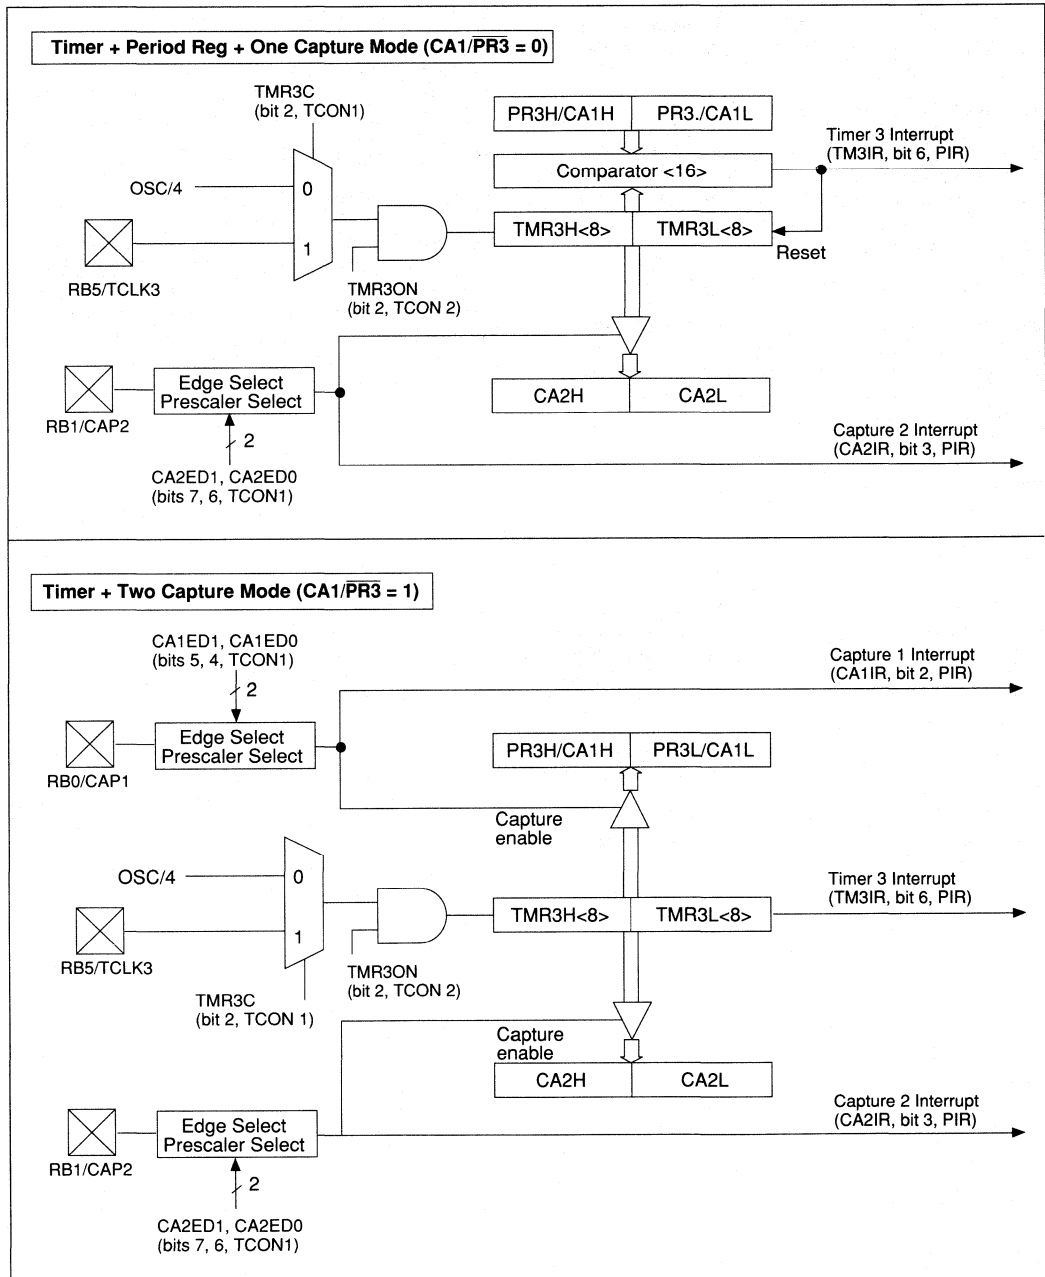 Timer + Period Reg + One Capture Mode (CA1/PR3 = 0)
TMR3C
(bit 2, TCON1)
PR3H/CA1H
PR3./CA1L
Timer 3 Interrupt
(TM3IR, bit 6, PIR)
Comparator <16>
OSC/4
0
1
TMR3H<8>
TMR3L<8>
Reset
RB5/TCLK3
TMR3ON
(bit 2, TCON 2)
Edge Select
Prescaler Select
RB1/CAP2
CA2H
CA2L
2
Capture 2 Interrupt
(CA2IR, bit 3, PIR)
CA2ED1, CA2ED0
(bits 7, 6, TCON1)
Timer + Two Capture Mode (CA1/PR3 = 1)
CA1ED1, CA1ED0
(bits 5, 4, TCON1)
2
Capture 1 Interrupt
(CA1IR, bit 2, PIR)
Edge Select
Prescaler Select
RB0/CAP1
PR3H/CA1H
PR3L/CA1L
Capture
enable
OSC/4
0
1
Timer 3 Interrupt
(TM3IR, bit 6, PIR)
TMR3H<8>
TMR3L<8>
RB5/TCLK3
TMR3ON
(bit 2, TCON 2)
TMR3C
(bit 2, TCON 1)
Capture
enable
CA2H
CA2L
Capture 2 Interrupt
(CA2IR, bit 3, PIR)
Edge Select
Prescaler Select
RB1/CAP2
2
CA2ED1, CA2ED0
(bits 7, 6, TCON1)